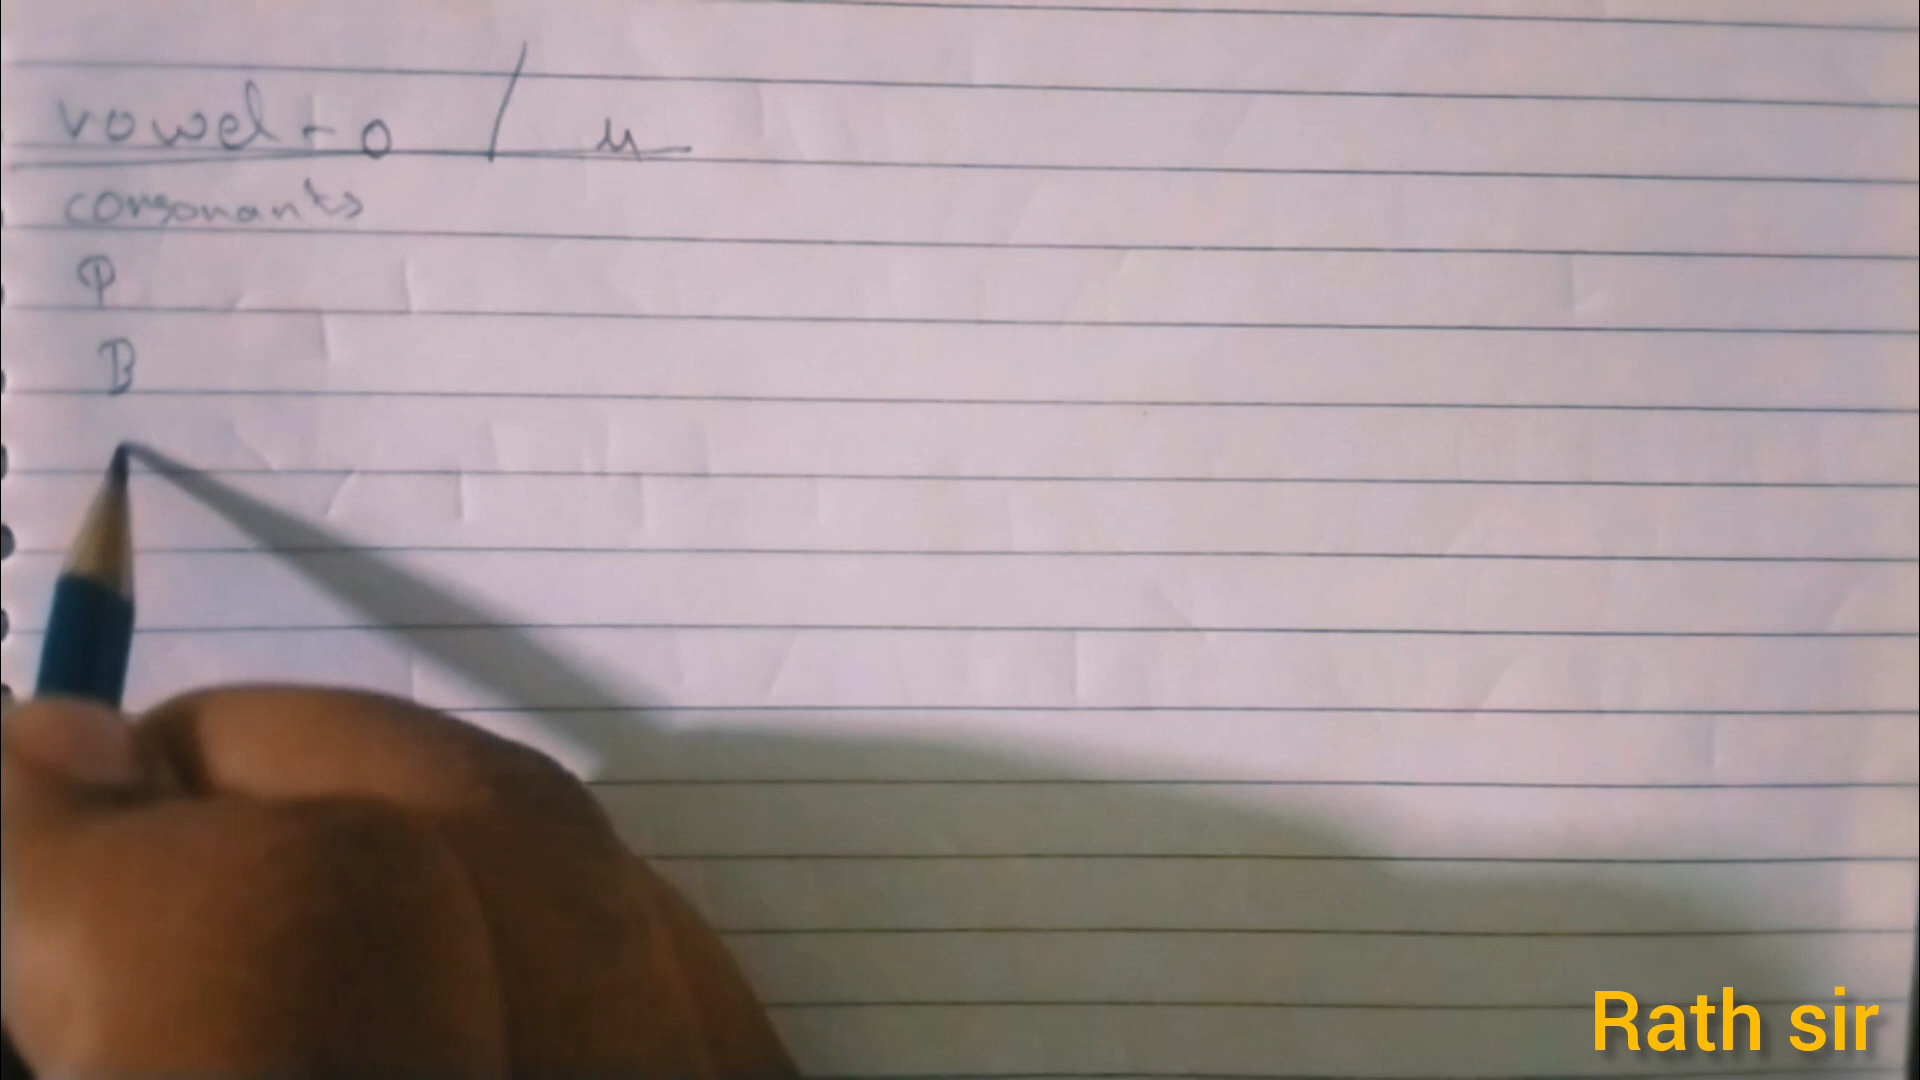 vowel - o / u
consonants
P
B
Rath sir